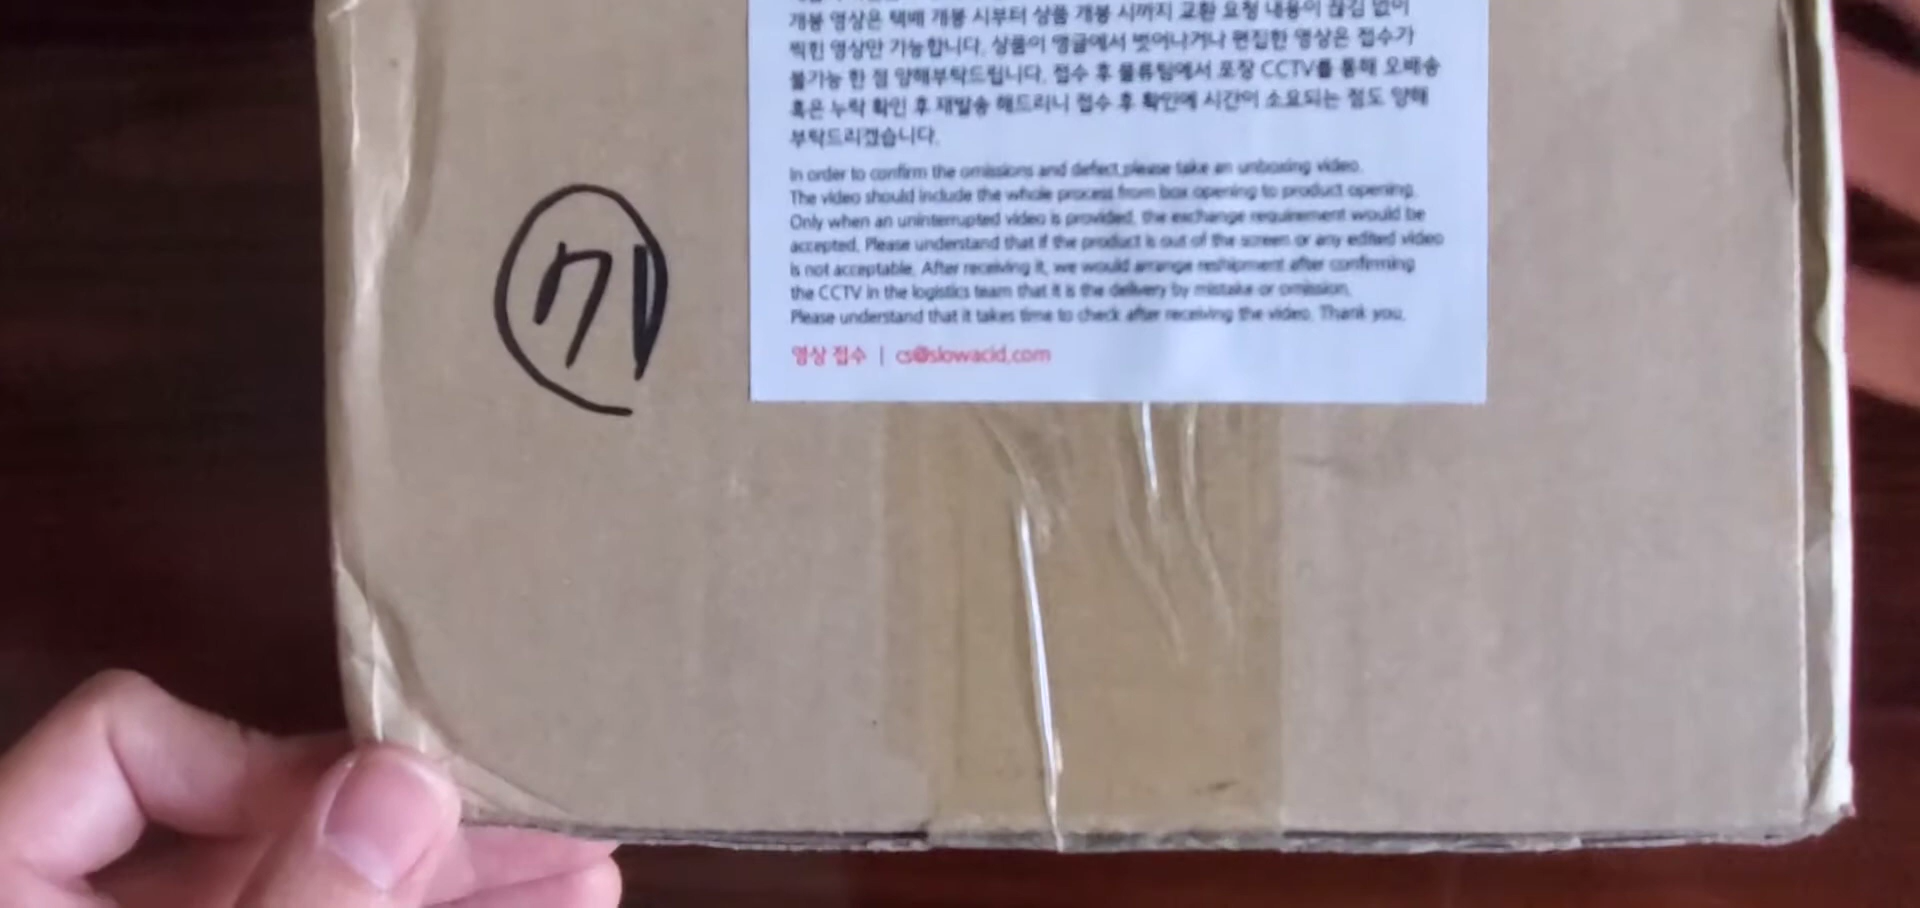 개봉 영상은 택배 개봉 시부터 상품 개봉 시까지 교환 요청 내용이 끊김 없이
찍힌 영상만 가능합니다. 상품이 앵글에서 벗어나거나 편집한 영상은 접수가
불가능 한 점 양해부탁드립니다. 접수 후 물류팀에서 포장 CCTV를 통해 오배송
혹은 누락 확인 후 재발송 해드리니 접수 후 확인에 시간이 소요되는 점도 양해
부탁드리겠습니다.
In order to confirm the omissions and defect,please take an unboxing video.
The video should include the whole process from box opening to product opening.
Only when an uninterrupted video is provided, the exchange requirement would be
accepted. Please understand that if the product is out of the screen or any edited video
is not acceptable. After receiving it, we would arrange reshipment after confirming
the CCTV in the logistics team that it is the delivery by mistake or omission.
Please understand that it takes time to check after receiving the video. Thank you.
영상 접수 | cs@slowacid.com